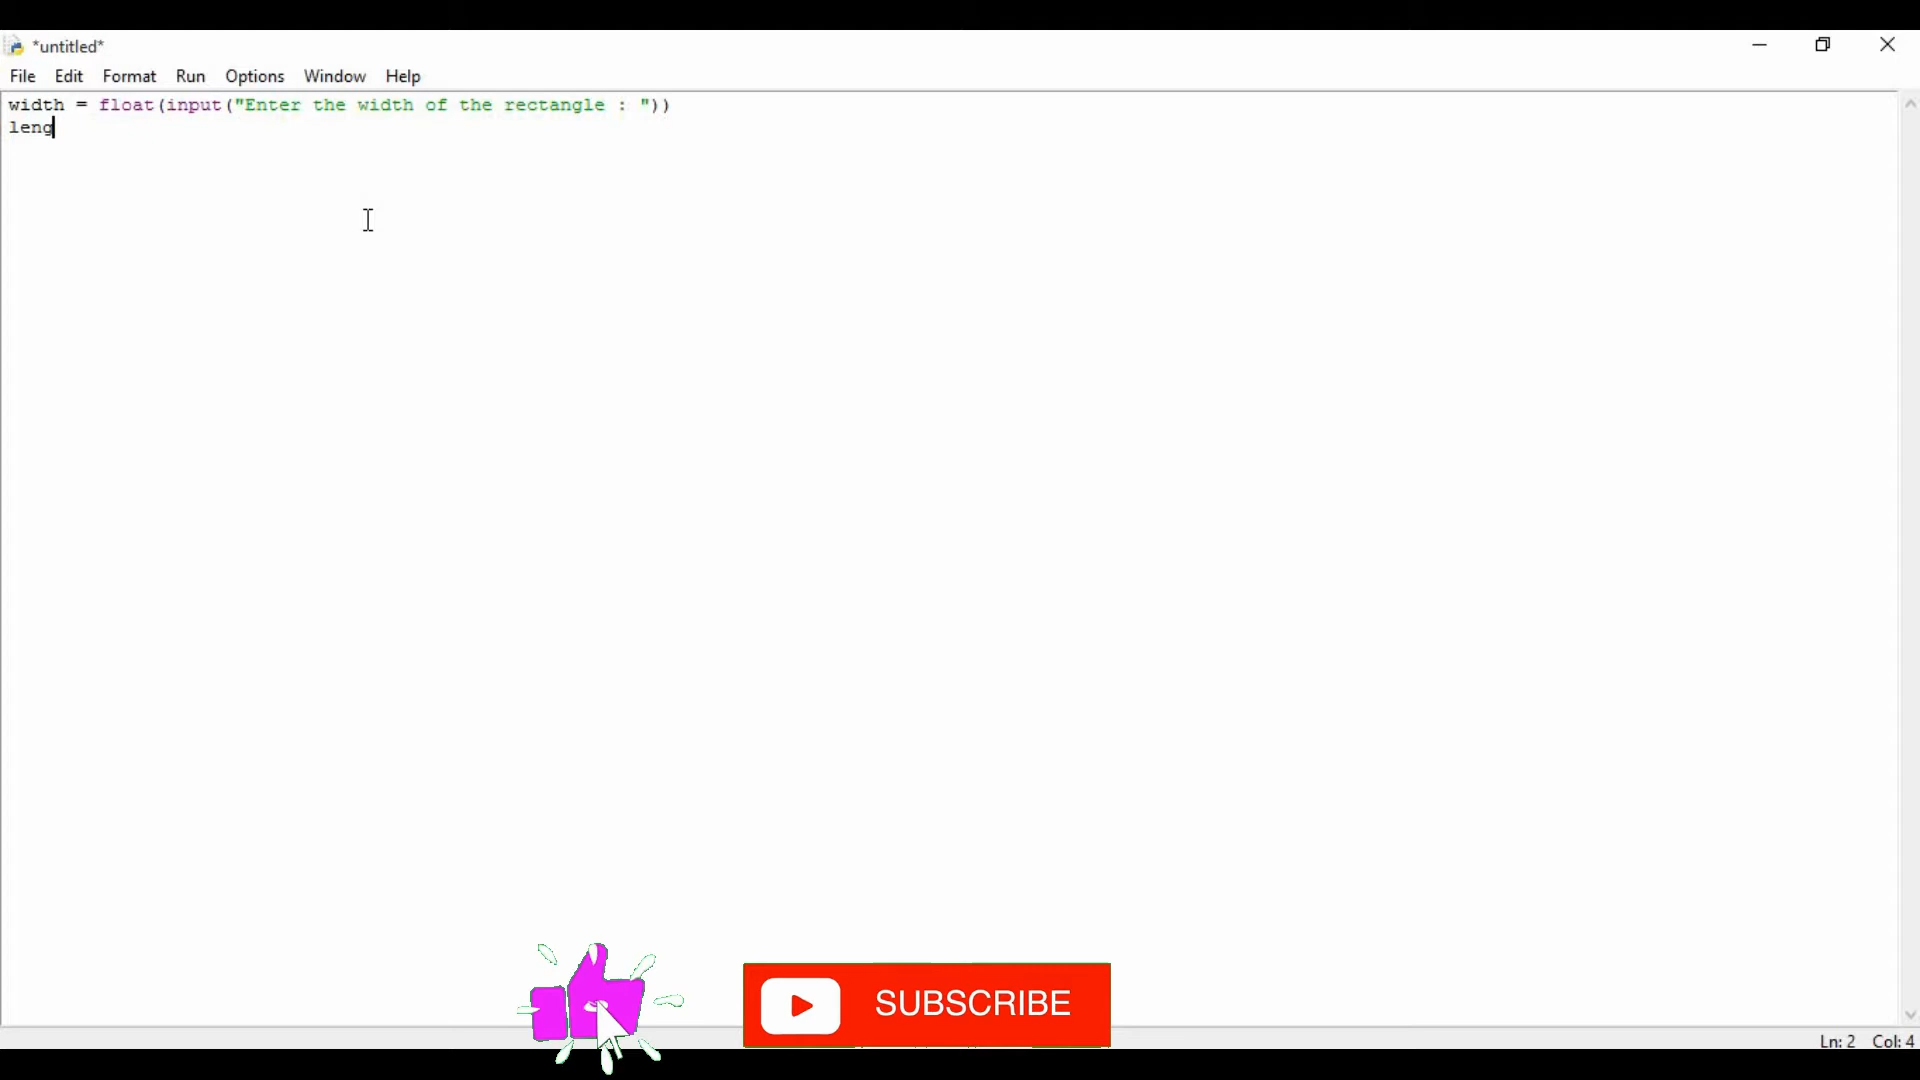 *untitled*
File Edit Format Run Options Window Help
width = float(input("Enter the width of the rectangle : "))
leng
SUBSCRIBE
Ln: 2 Col: 4